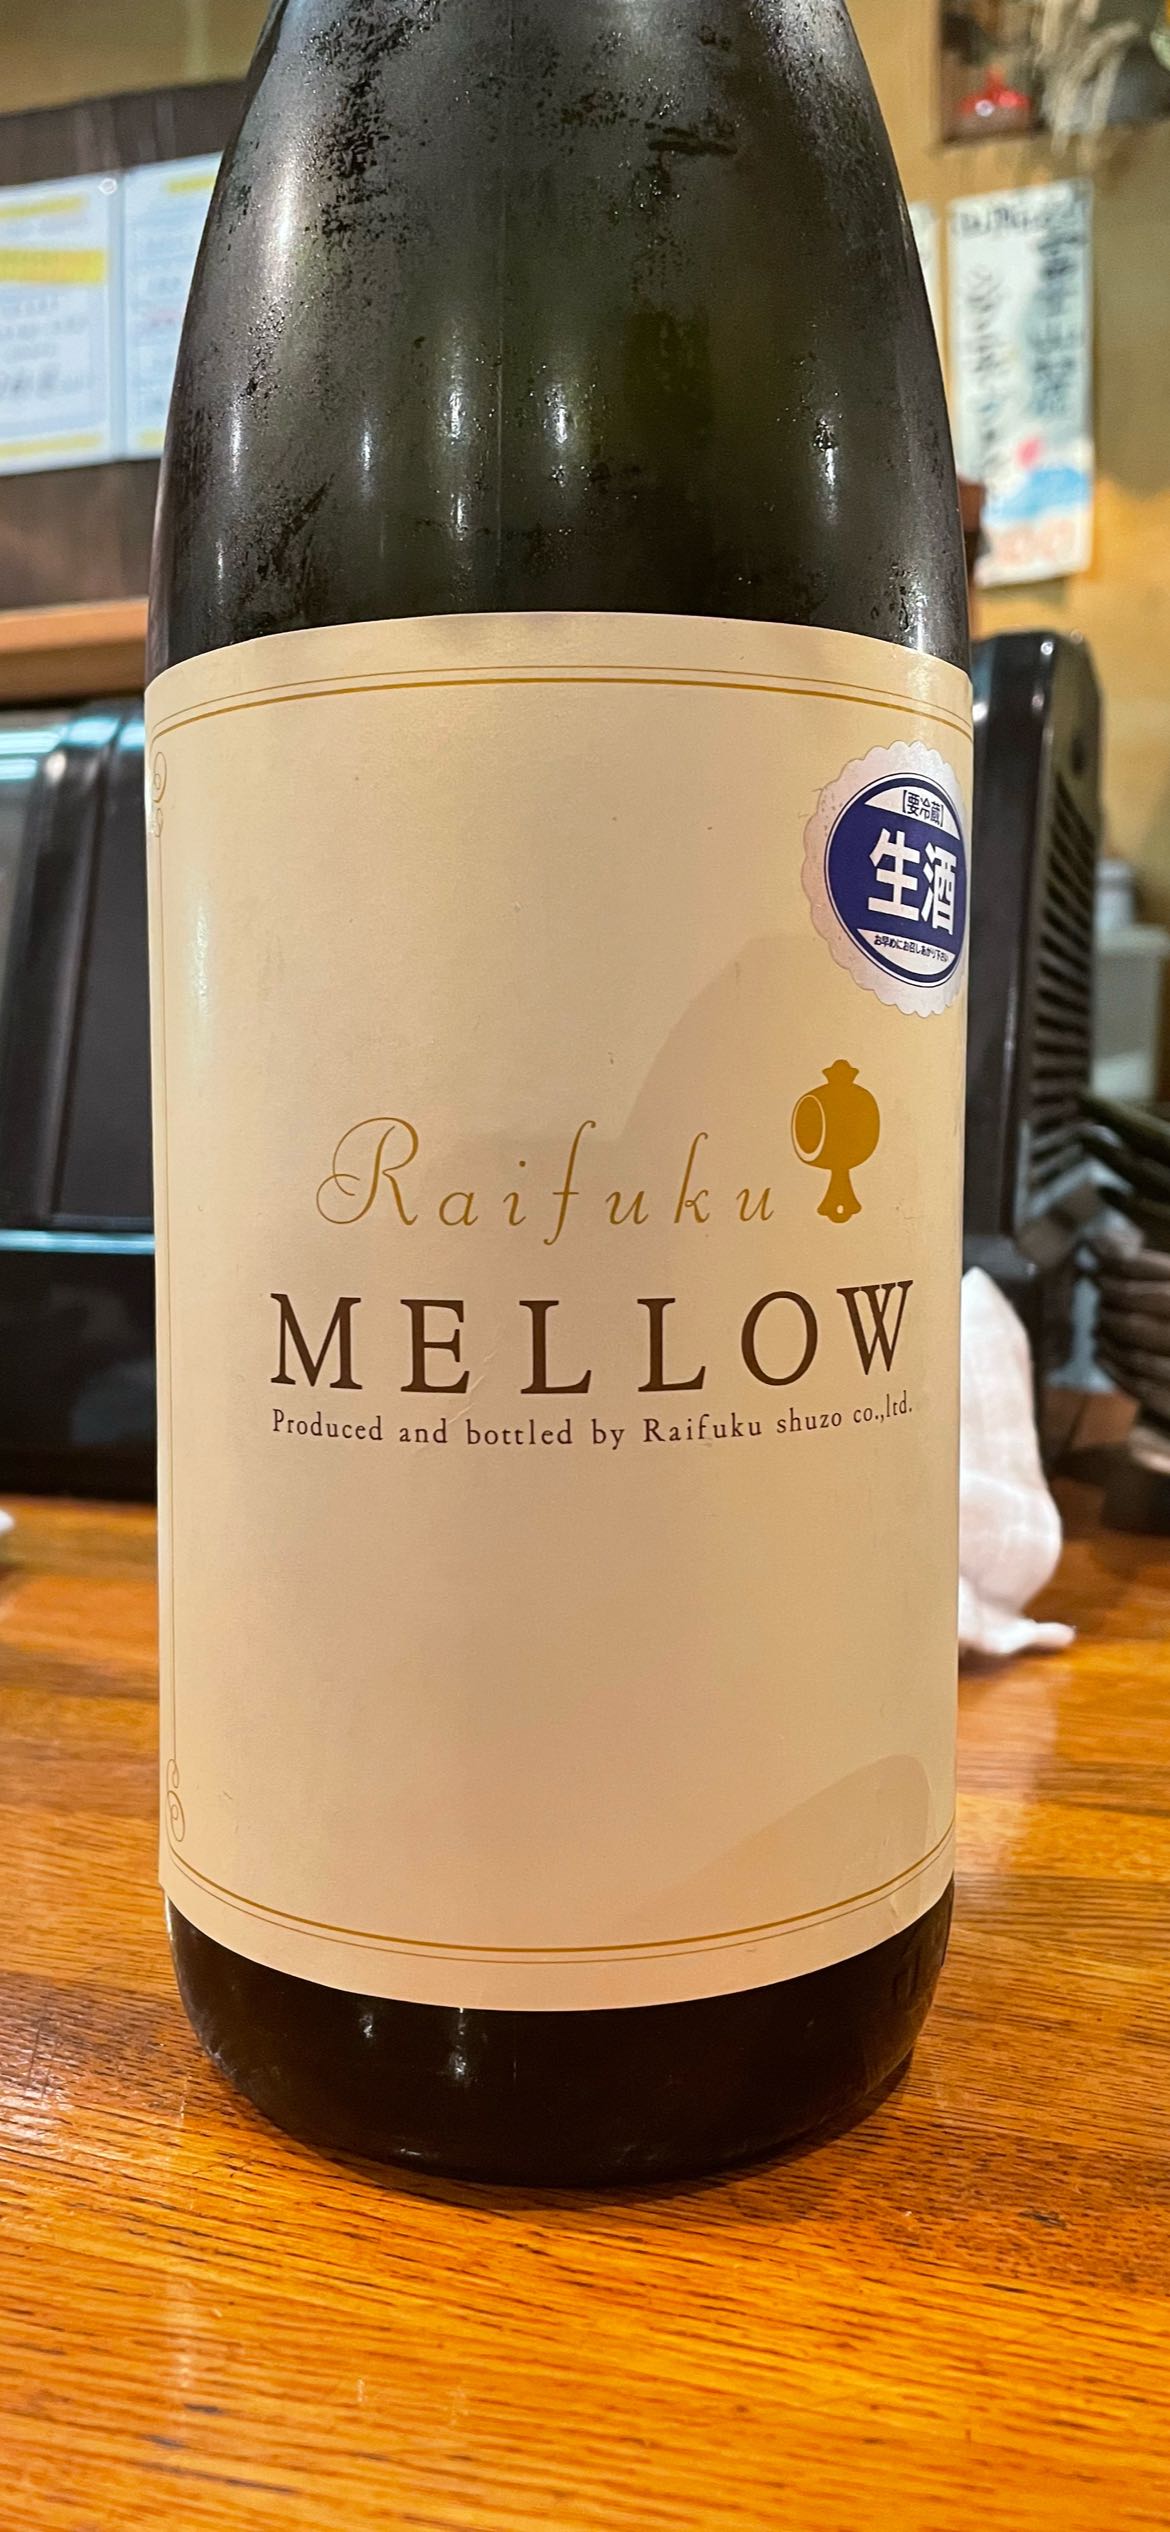 【要冷蔵】
生酒
お早めにお召しあがり下さい
Raifuku
MELLOW
Produced and bottled by Raifuku shuzo co.,ltd.